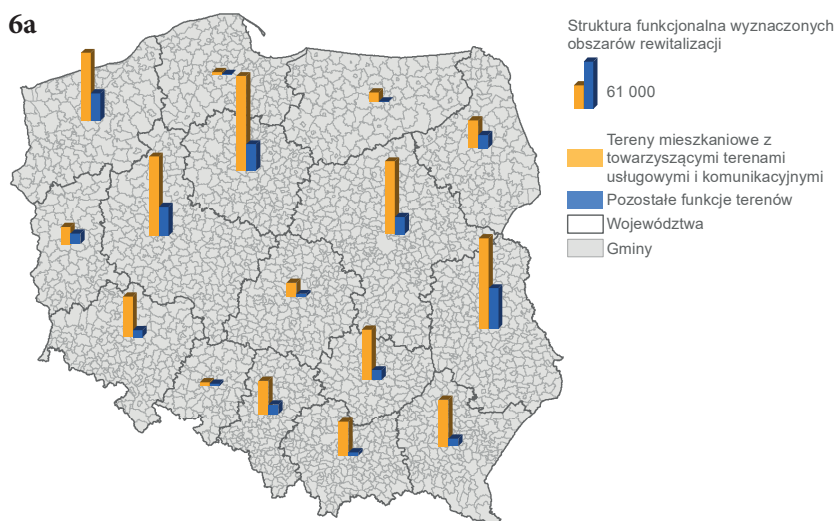 6a
Struktura funkcjonalna wyznaczonych
obszarów rewitalizacji
61 000
Tereny mieszkaniowe z
towarzyszącymi terenami
usługowymi i komunikacyjnymi
Pozostałe funkcje terenów
Województwa
Gminy